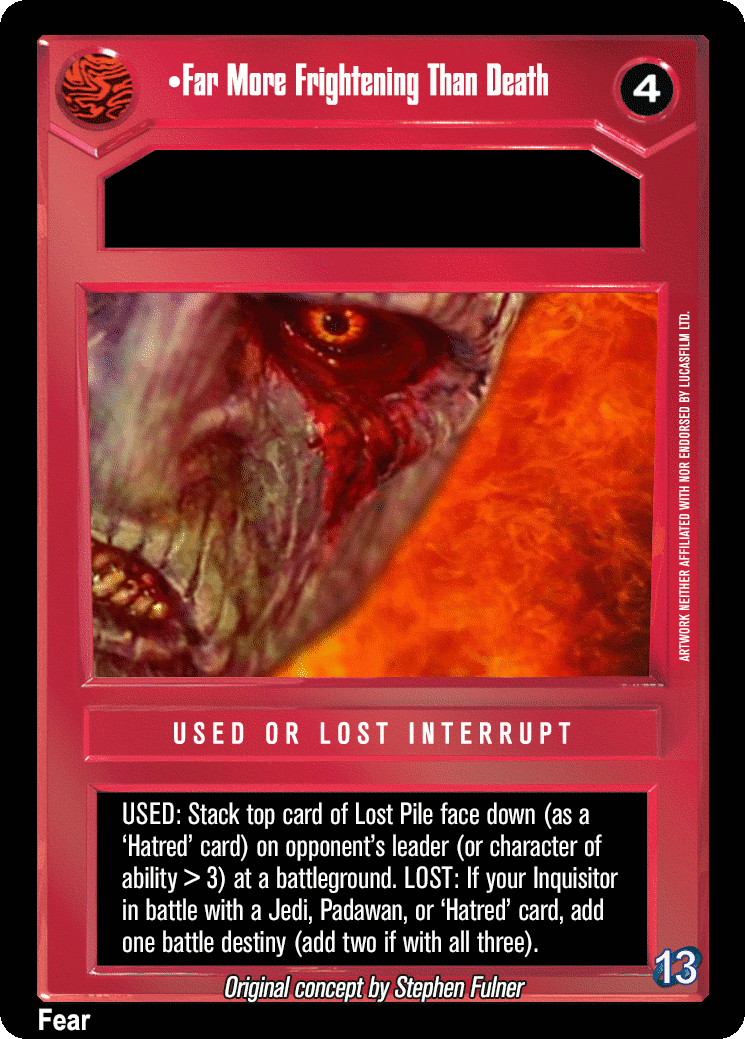 •Far More Frightening Than Death
4
ARTWORK NEITHER AFFILIATED WITH NOR ENDORSED BY LUCASFILM LTD.
USED OR LOST INTERRUPT
USED: Stack top card of Lost Pile face down (as a
‘Hatred’ card) on opponent’s leader (or character of
ability > 3) at a battleground. LOST: If your Inquisitor
in battle with a Jedi, Padawan, or ‘Hatred’ card, add
one battle destiny (add two if with all three).
13
Original concept by Stephen Fulner
Fear